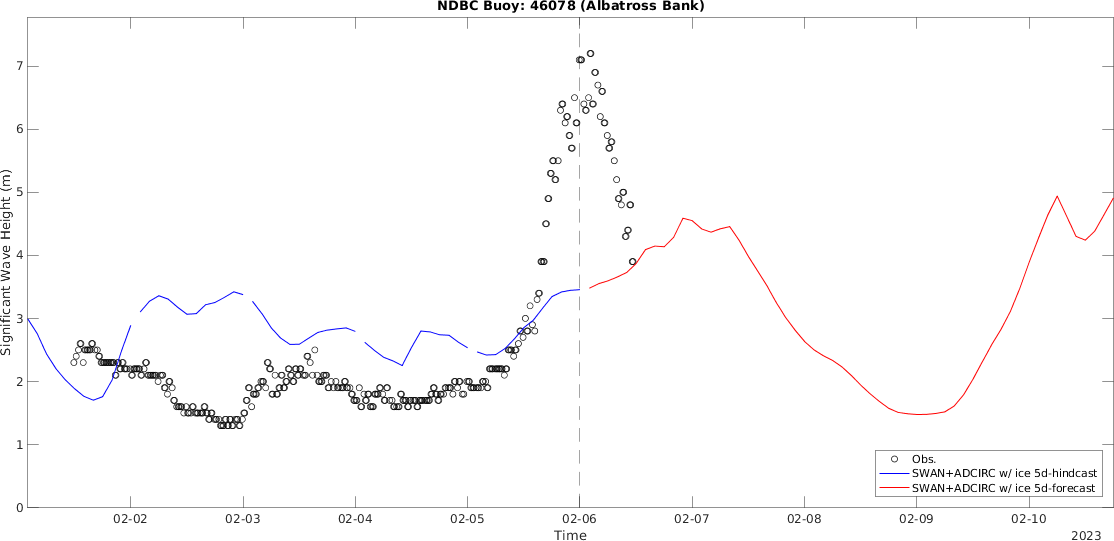 NDBC Buoy: 46078 (Albatross Bank)
Significant Wave Height (m)
7
6
5
4
3
2
1
0
Obs.
SWAN+ADCIRC w/ ice 5d-hindcast
SWAN+ADCIRC w/ ice 5d-forecast
02-02 02-03 02-04 02-05 02-06 02-07 02-08 02-09 02-10
Time
2023